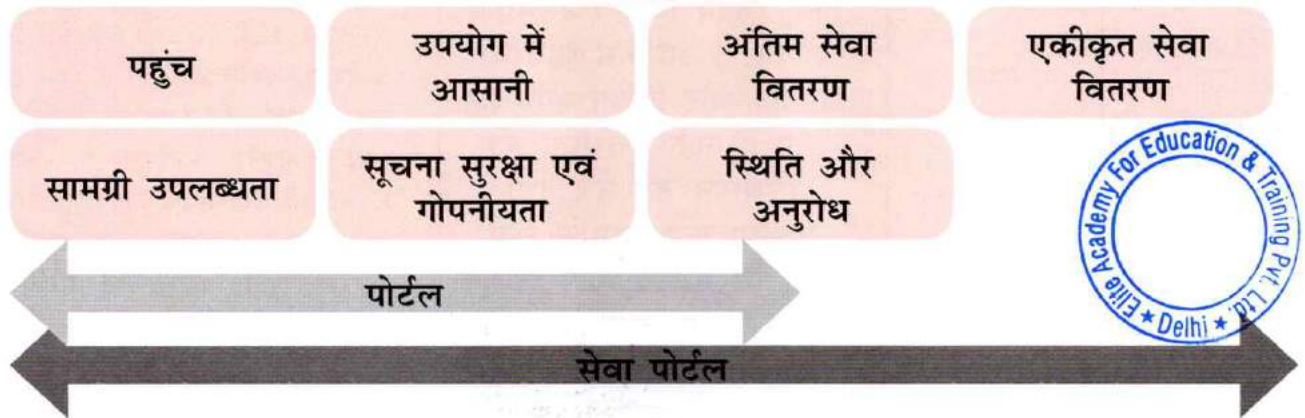 पहुंच
उपयोग में
आसानी
अंतिम सेवा
वितरण
एकीकृत सेवा
वितरण
सामग्री उपलब्धता
सूचना सुरक्षा एवं
गोपनीयता
स्थिति और
अनुरोध
Elite Academy For Education & Training Pvt. Ltd.
★ Delhi ★
पोर्टल
सेवा पोर्टल